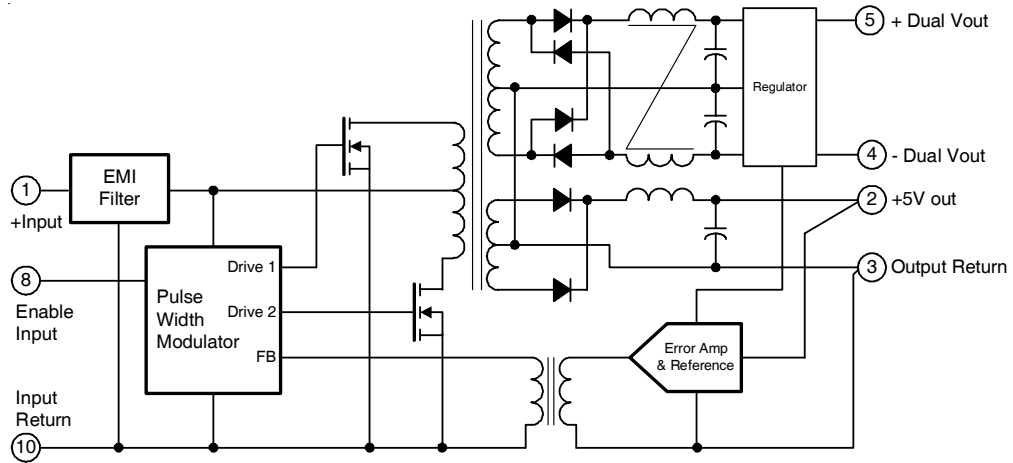 5 + Dual Vout
Regulator
4 - Dual Vout
EMI
Filter
1
+Input
2 +5V out
3 Output Return
8
Enable
Input
Drive 1
Pulse
Width
Modulator
Drive 2
FB
Error Amp
& Reference
Input
Return
10